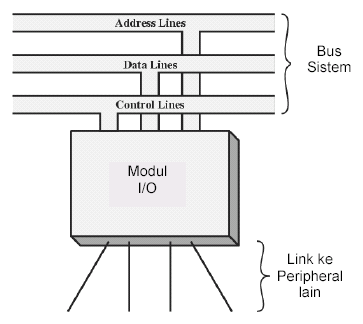 Address Lines
Data Lines
Control Lines
Bus
Sistem
Modul
I/O
Link ke
Peripheral
lain